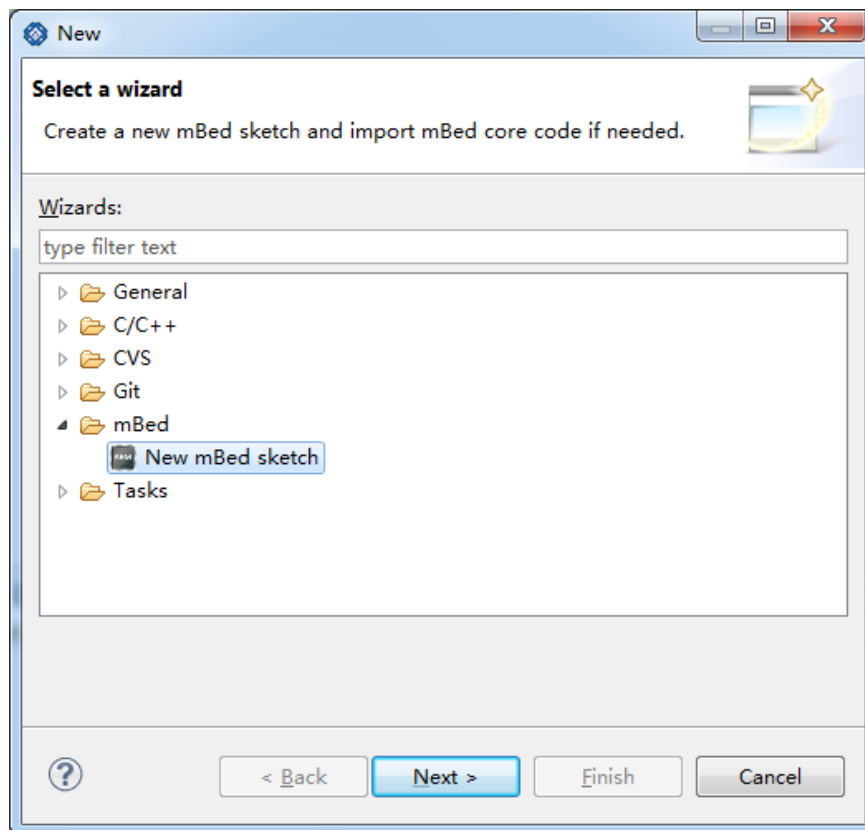 New
Select a wizard
Create a new mBed sketch and import mBed core code if needed.
Wizards:
type filter text
General
C/C++
CVS
Git
mBed
New mBed sketch
Tasks
< Back Next > Finish Cancel